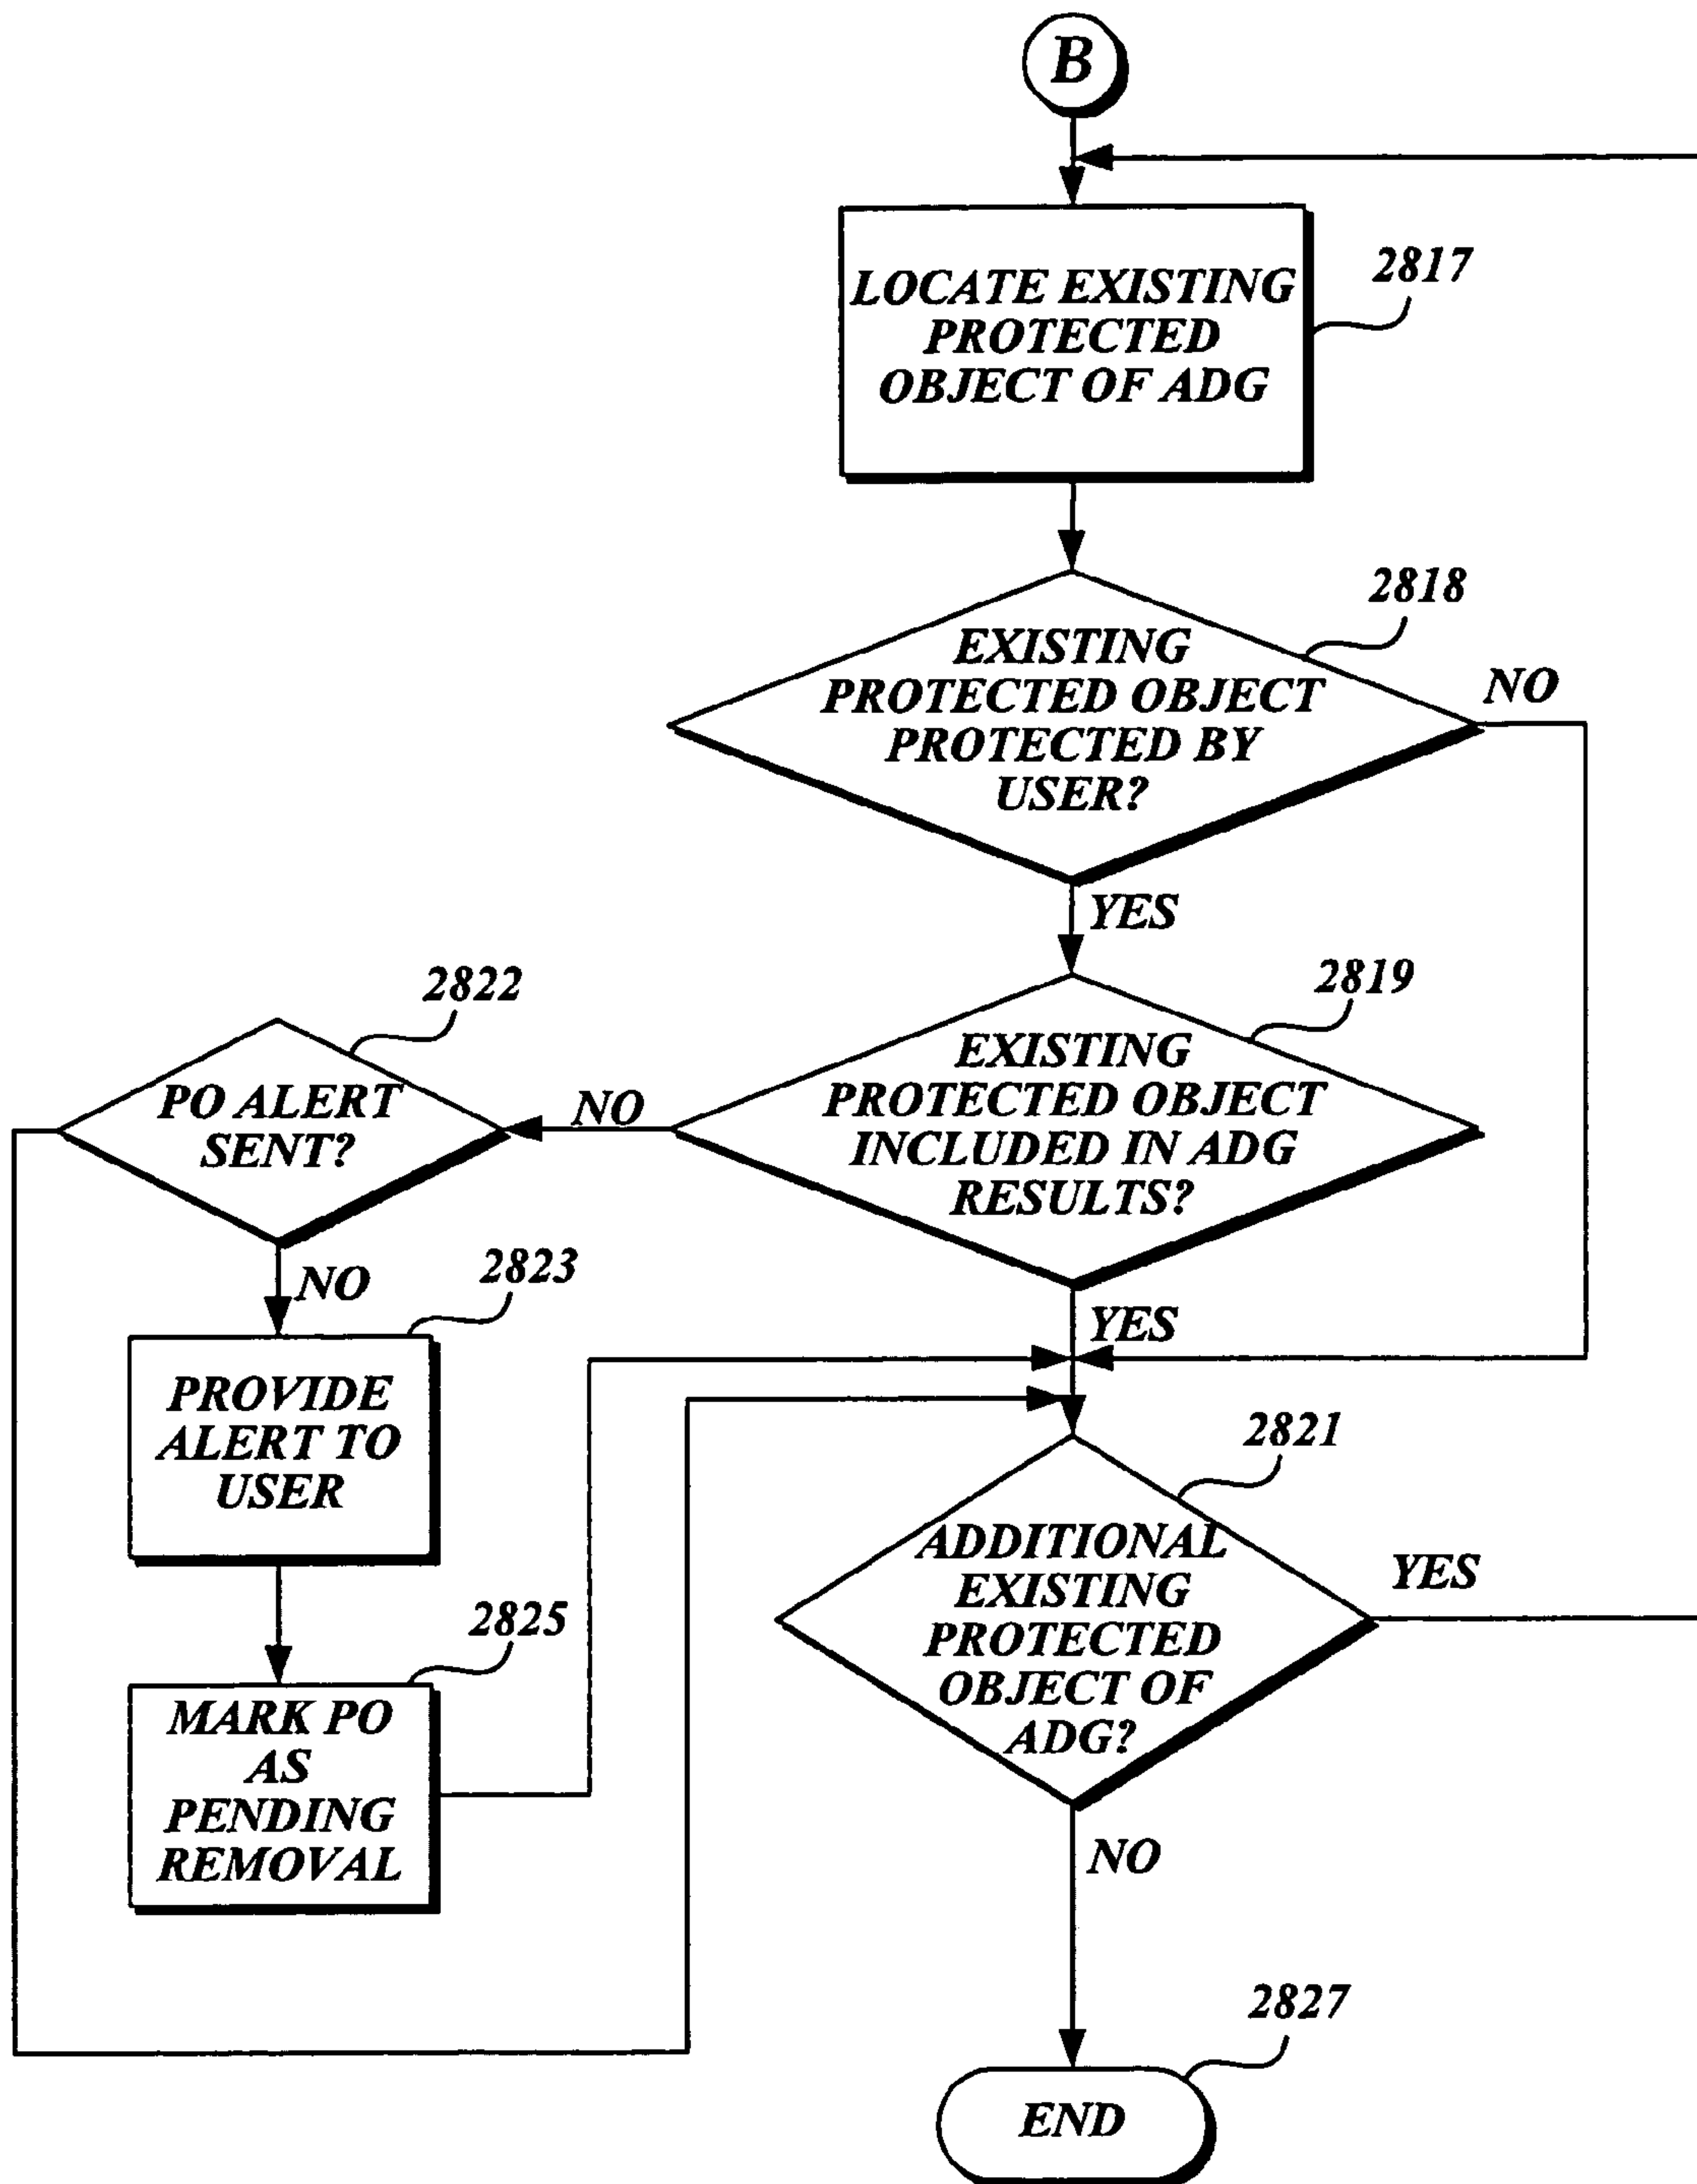 B
LOCATE EXISTING
PROTECTED
OBJECT OF ADG
2817
EXISTING
PROTECTED OBJECT
PROTECTED BY
USER?
2818
NO
YES
EXISTING
PROTECTED OBJECT
INCLUDED IN ADG
RESULTS?
2819
NO
YES
PO ALERT
SENT?
2822
NO
PROVIDE
ALERT TO
USER
2823
MARK PO
AS
PENDING
REMOVAL
2825
ADDITIONAL
EXISTING
PROTECTED
OBJECT OF
ADG?
2821
YES
NO
END
2827